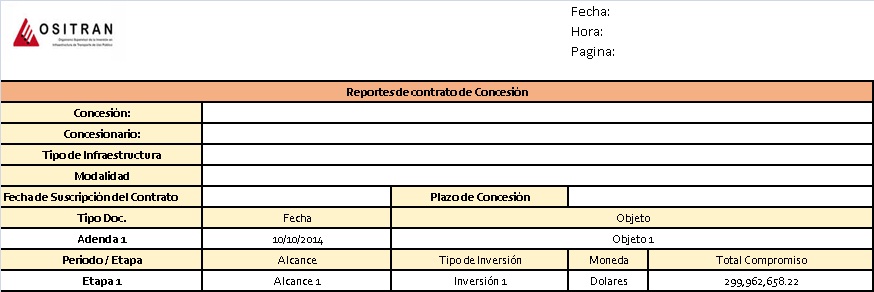 OSITRAN
Organismo Supervisor de la Inversión en
Infraestructura de Transporte de Uso Público
Fecha:
Hora:
Pagina:
Reportes de contrato de Concesión
Concesión:
Concesionario:
Tipo de Infraestructura
Modalidad
Fecha de Suscripción del Contrato Plazo de Concesión
Tipo Doc. Fecha Objeto
Adenda 1 10/10/2014 Objeto 1
Periodo / Etapa Alcance Tipo de Inversión Moneda Total Compromiso
Etapa 1 Alcance 1 Inversión 1 Dolares 299,962,658.22